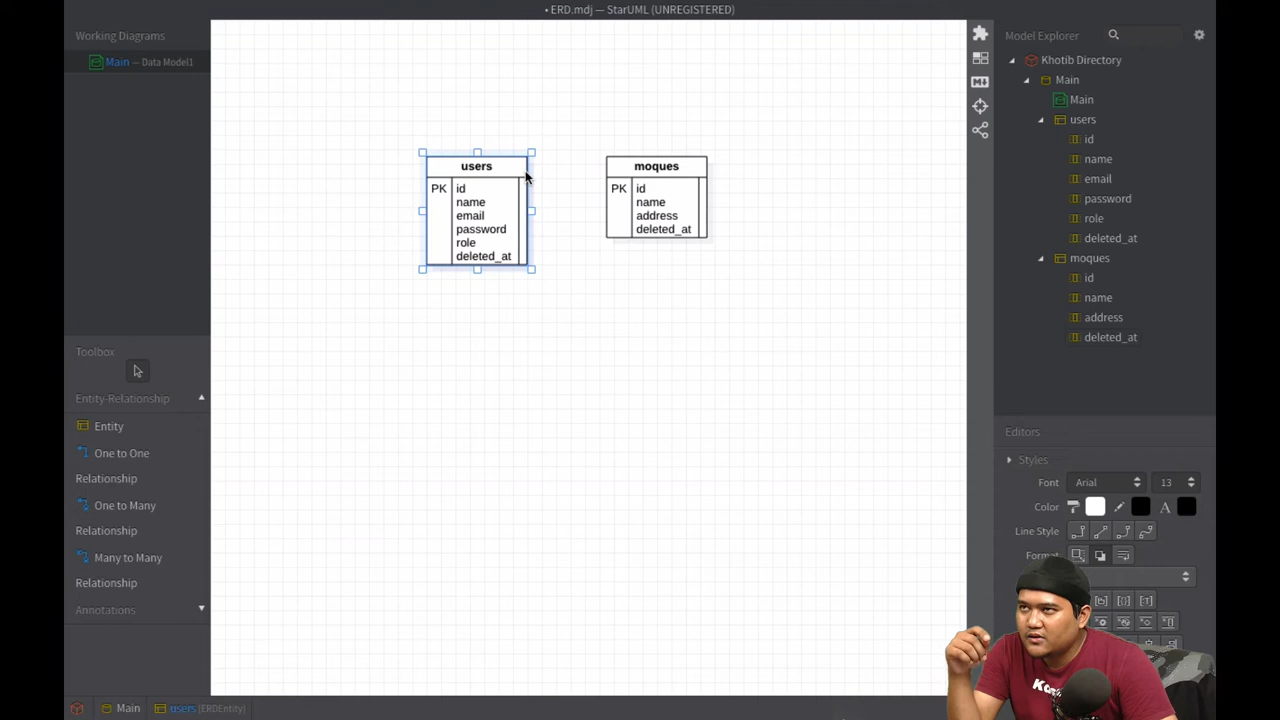 • ERD.mdj — StarUML (UNREGISTERED)
Working Diagrams
Main — Data Model1
Toolbox
Entity-Relationship
Entity
One to One
Relationship
One to Many
Relationship
Many to Many
Relationship
Annotations
users
PK id
name
email
password
role
deleted_at
moques
PK id
name
address
deleted_at
Model Explorer
Khotib Directory
Main
Main
users
id
name
email
password
role
deleted_at
moques
id
name
address
deleted_at
Editors
Styles
Font Arial 13
Color
Line Style
Format
Main users [ERDEntity]